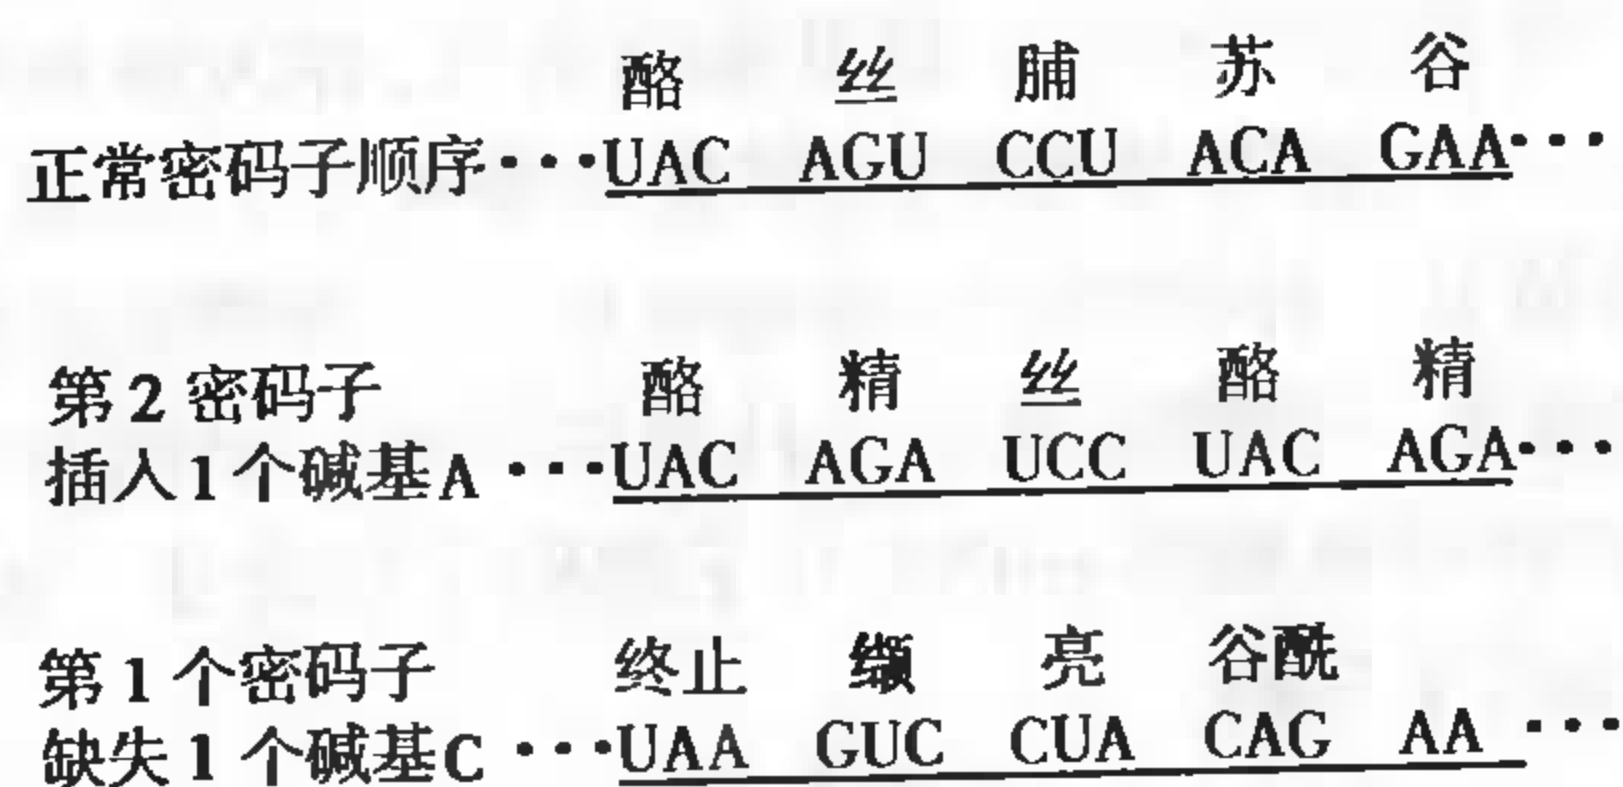 酪 丝 脯 苏 谷
正常密码子顺序···UAC AGU CCU ACA GAA···
第2密码子 酪 精 丝 酪 精
插入1个碱基A ···UAC AGA UCC UAC AGA···
第1个密码子 终止 缬 亮 谷酰
缺失1个碱基C ···UAA GUC CUA CAG AA ···